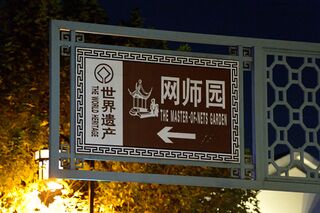 世界遗产
THE WORLD HERITAGE
网师园
THE MASTER-OF-NETS GARDEN